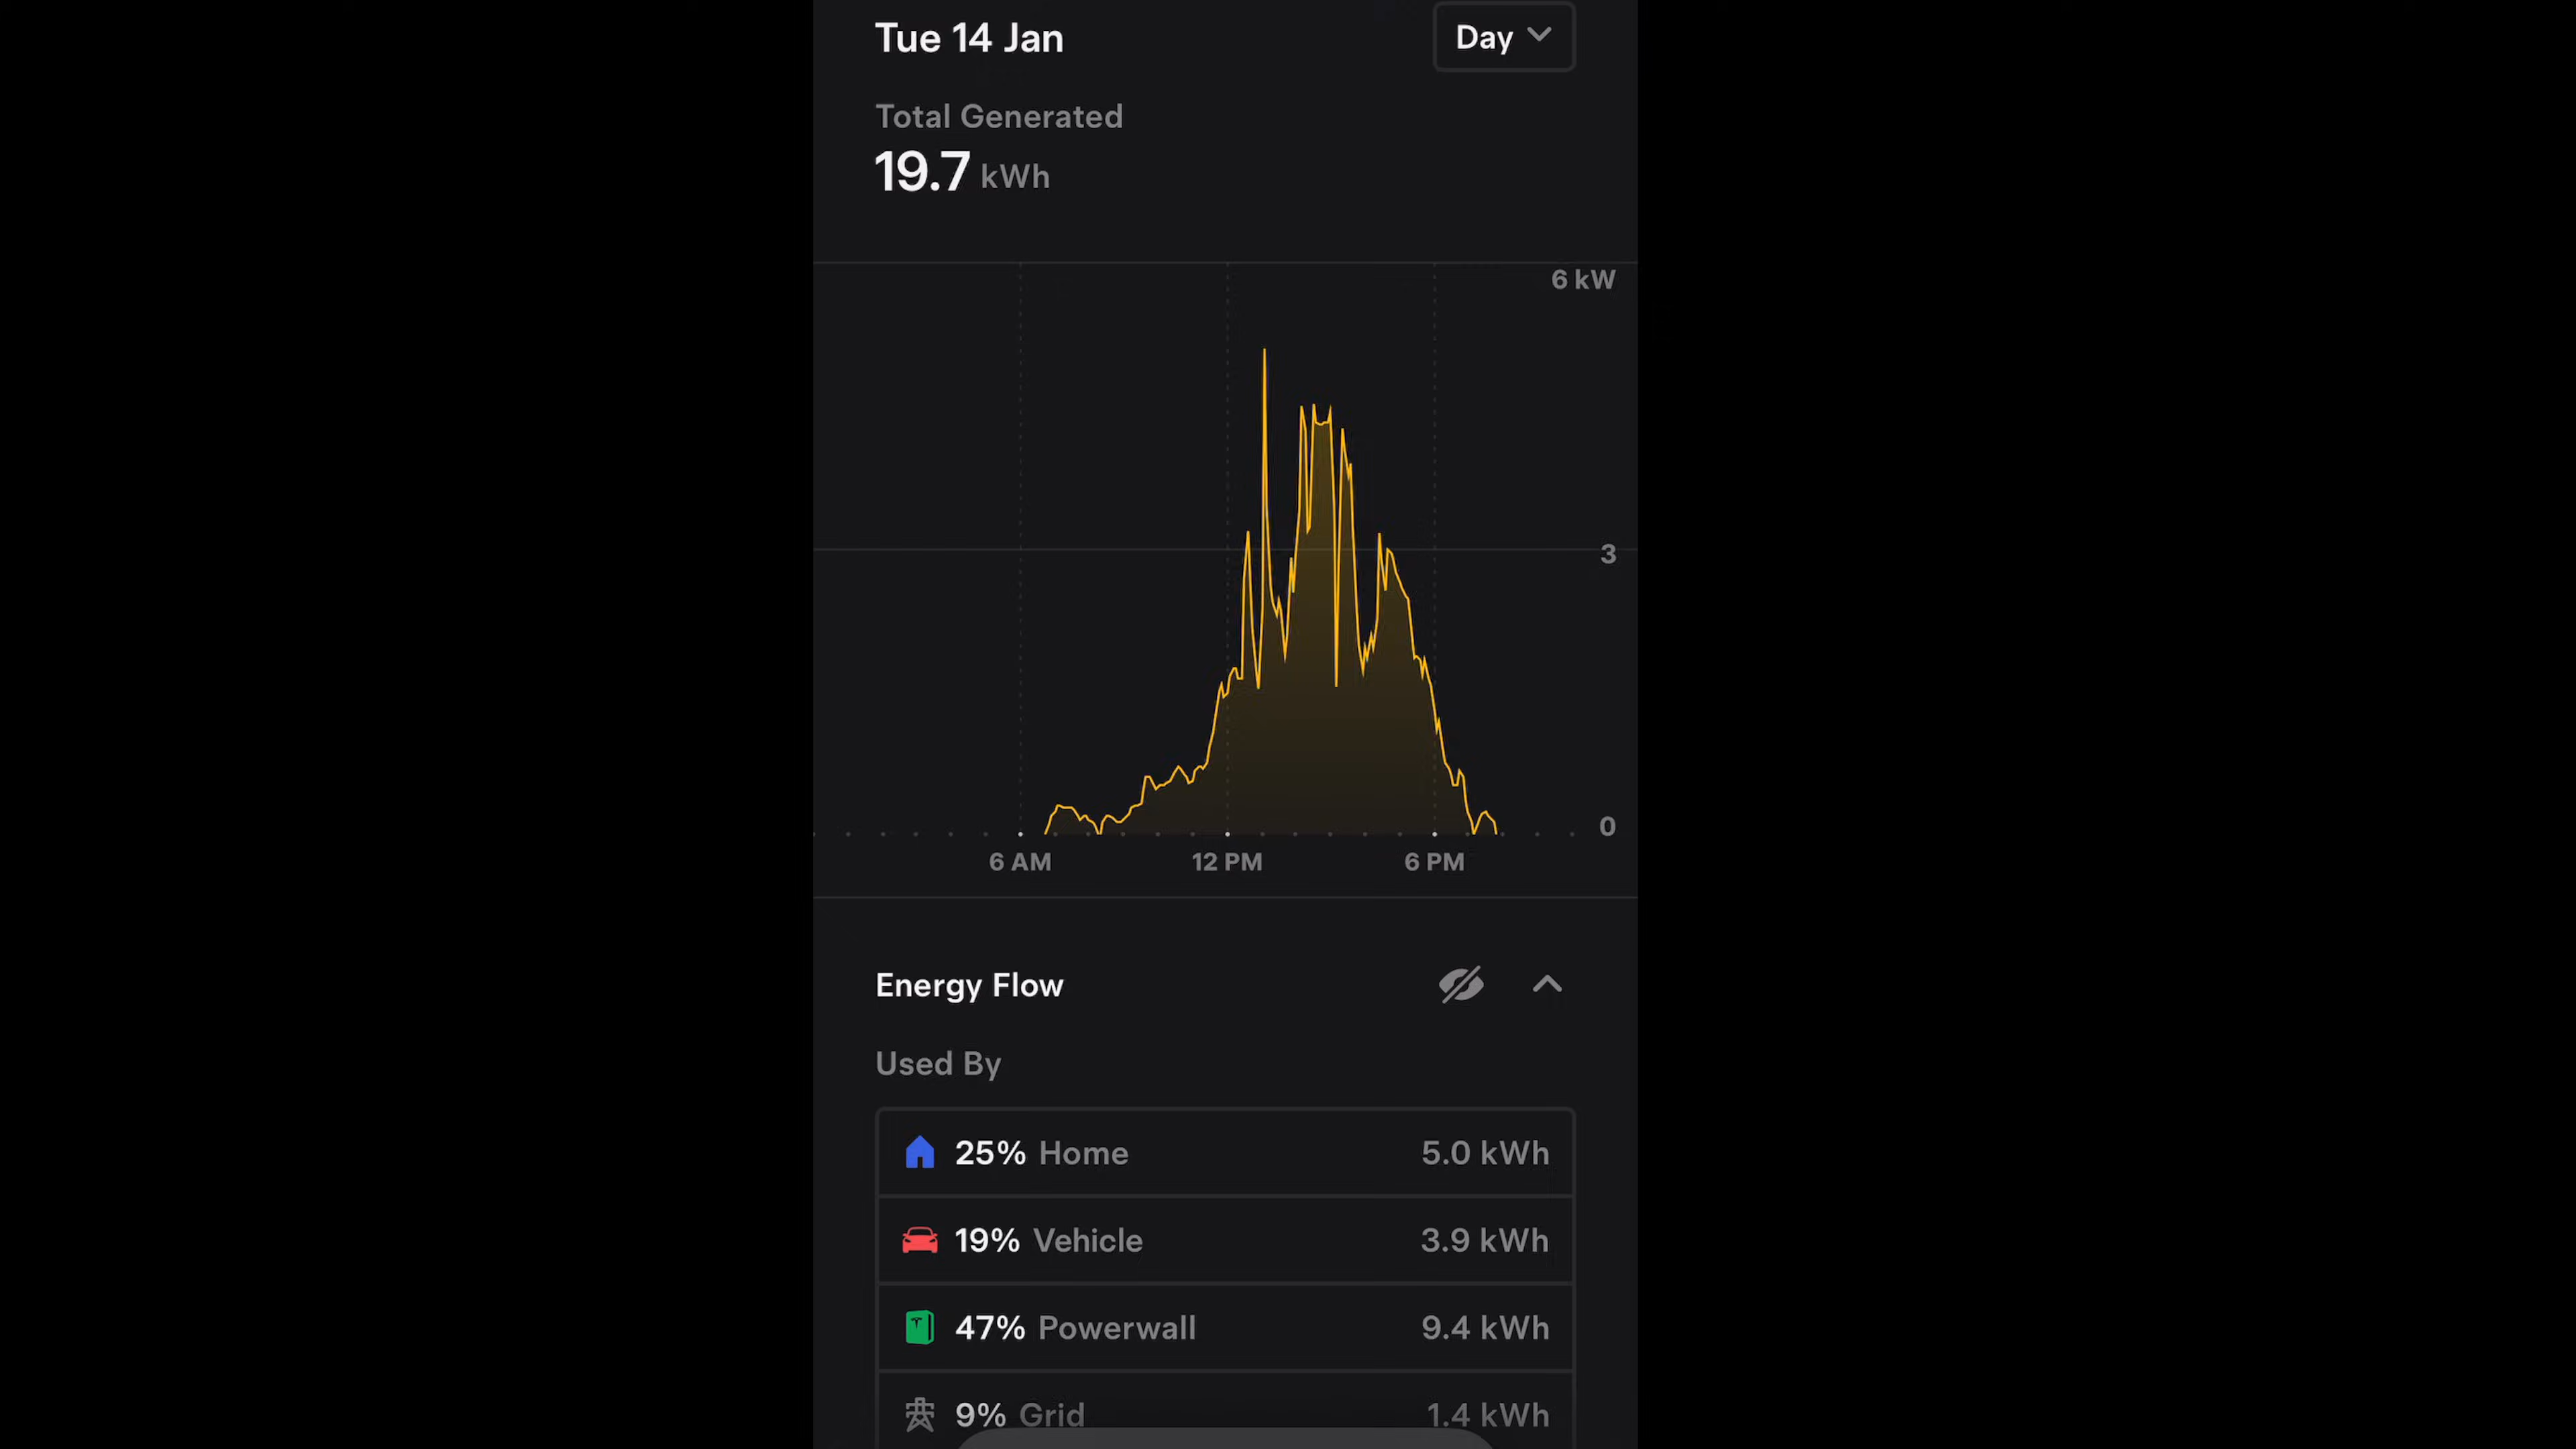 Tue 14 Jan
Day
Total Generated
19.7 kWh
6 kW
3
0
6 AM 12 PM 6 PM
Energy Flow
Used By
25% Home 5.0 kWh
19% Vehicle 3.9 kWh
47% Powerwall 9.4 kWh
9% Grid 1.4 kWh